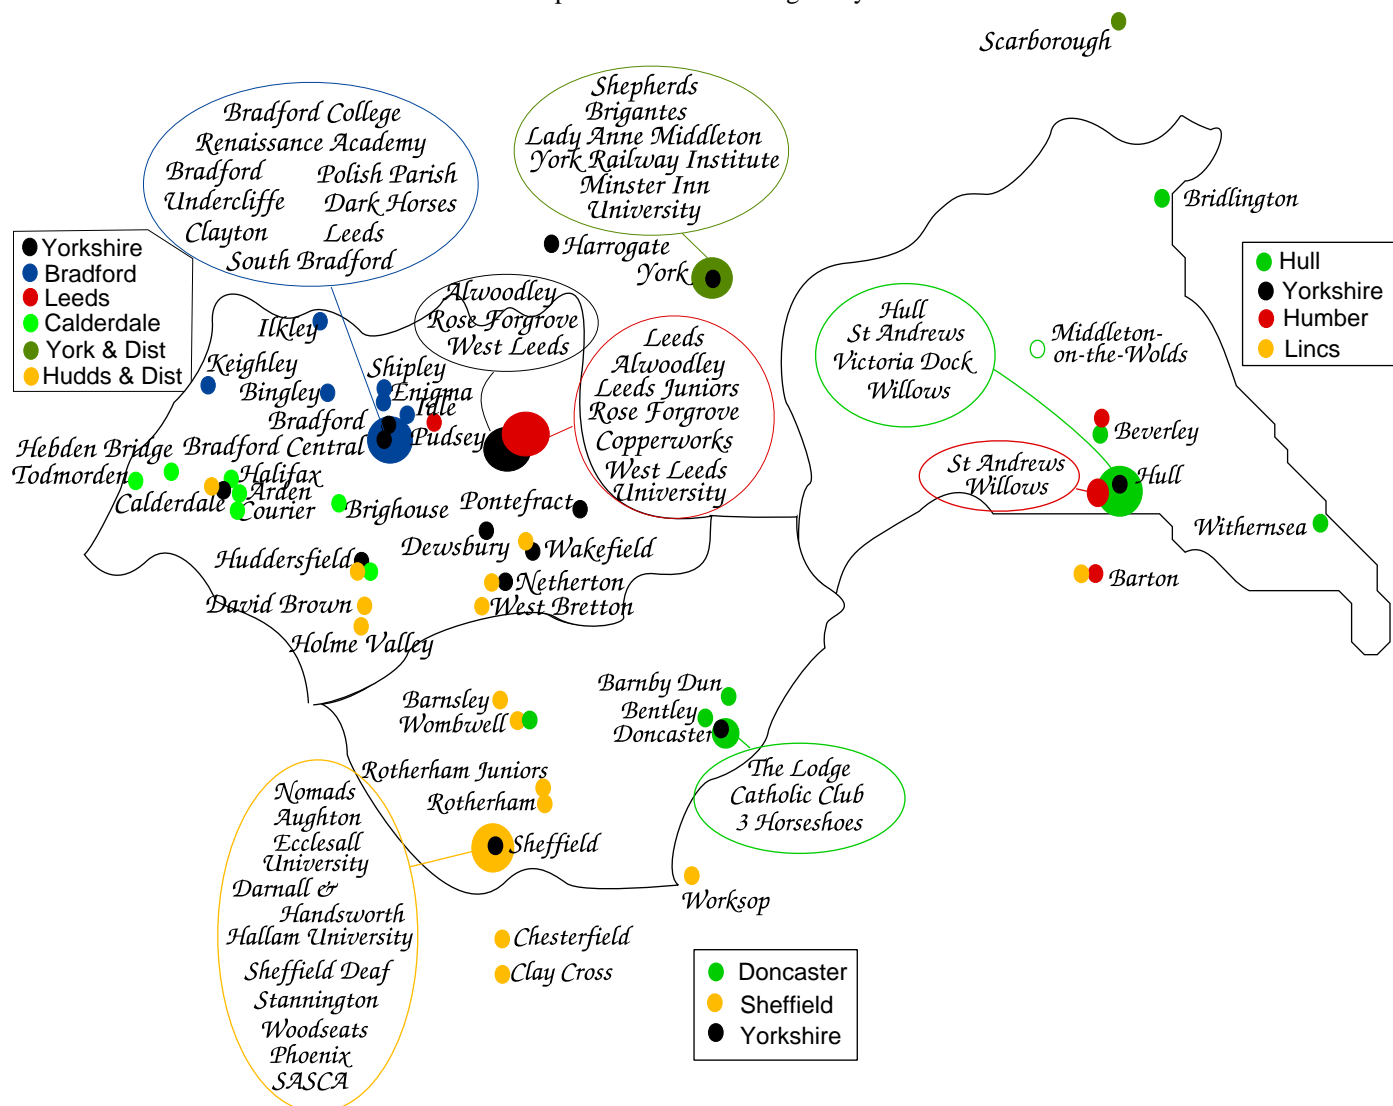 Scarborough
Bradford College
Renaissance Academy
Bradford
Polish Parish
Undercliffe
Dark Horses
Clayton
Leeds
South Bradford
Shepherds
Brigantes
Lady Anne Middleton
York Railway Institute
Minster Inn
University
Yorkshire
Bradford
Leeds
Calderdale
York & Dist
Hudds & Dist
Harrogate
York
Alwoodley
Rose Forgrove
West Leeds
Leeds
Alwoodley
Leeds Juniors
Rose Forgrove
Copperworks
West Leeds
University
Bridlington
Hull
Yorkshire
Humber
Lincs
Hull
St Andrews
Victoria Dock
Willows
Middleton-
on-the-Wolds
Ilkley
Keighley
Bingley
Shipley
Enigma
Idle
Bradford
Pudsey
Bradford Central
Hebden Bridge
Todmorden
Halifax
Arden
Calderdale
Courier
Brighouse
Pontefract
Dewsbury
Wakefield
Huddersfield
Netherton
David Brown
West Bretton
Holme Valley
Beverley
St Andrews
Willows
Hull
Withernsea
Barton
Barnsley
Wombwell
Barnby Dun
Bentley
Doncaster
Rotherham Juniors
Rotherham
The Lodge
Catholic Club
3 Horseshoes
Sheffield
Nomads
Aughton
Ecclesall
University
Darnall &
Handsworth
Hallam University
Sheffield Deaf
Stannington
Woodseats
Phoenix
SASCA
Worksop
Chesterfield
Clay Cross
Doncaster
Sheffield
Yorkshire